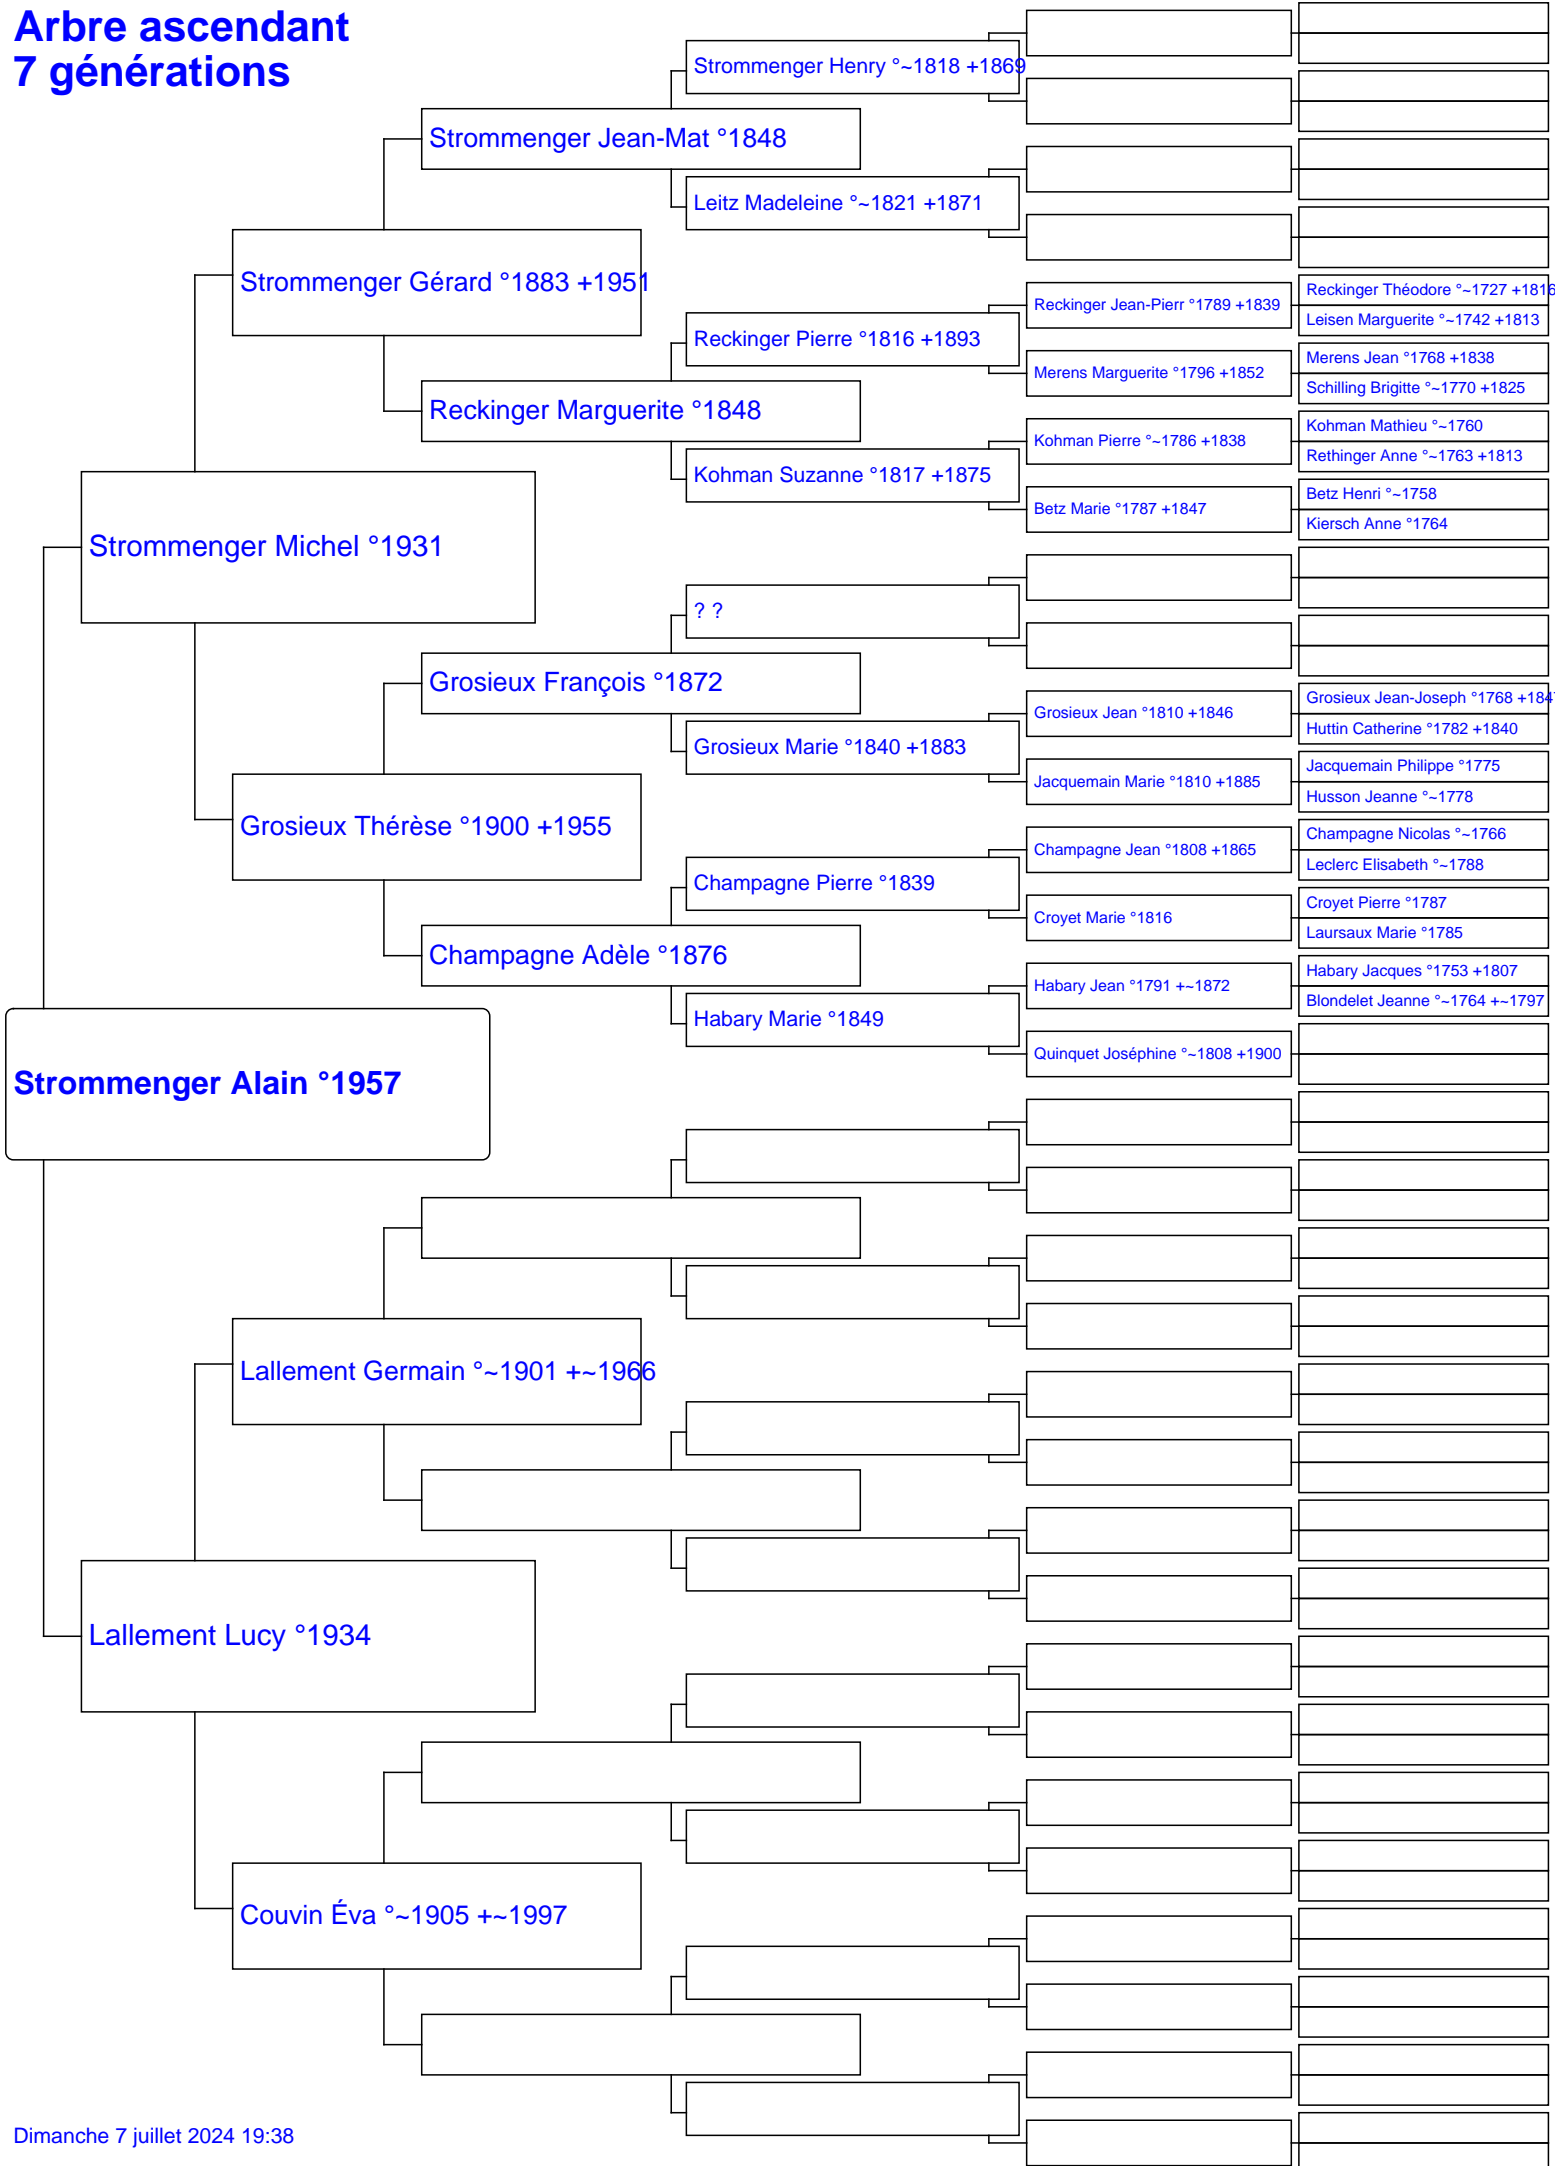 Arbre ascendant
7 générations
Strommenger Henry °~1818 +1869
Strommenger Jean-Mat °1848
Leitz Madeleine °~1821 +1871
Strommenger Gérard °1883 +1951
Reckinger Théodore °~1727 +1816
Reckinger Jean-Pierr °1789 +1839
Leisen Marguerite °~1742 +1813
Reckinger Pierre °1816 +1893
Merens Jean °1768 +1838
Merens Marguerite °1796 +1852
Schilling Brigitte °~1770 +1825
Reckinger Marguerite °1848
Kohman Mathieu °~1760
Kohman Pierre °~1786 +1838
Rethinger Anne °~1763 +1813
Kohman Suzanne °1817 +1875
Betz Henri °~1758
Betz Marie °1787 +1847
Kiersch Anne °1764
Strommenger Michel °1931
? ?
Grosieux François °1872
Grosieux Jean-Joseph °1768 +184
Grosieux Jean °1810 +1846
Huttin Catherine °1782 +1840
Grosieux Marie °1840 +1883
Jacquemain Philippe °1775
Jacquemain Marie °1810 +1885
Husson Jeanne °~1778
Grosieux Thérèse °1900 +1955
Champagne Nicolas °~1766
Champagne Jean °1808 +1865
Leclerc Elisabeth °~1788
Champagne Pierre °1839
Croyet Pierre °1787
Croyet Marie °1816
Laursaux Marie °1785
Champagne Adèle °1876
Habary Jacques °1753 +1807
Habary Jean °1791 +~1872
Blondelet Jeanne °~1764 +~1797
Habary Marie °1849
Quinquet Joséphine °~1808 +1900
Strommenger Alain °1957
Lallement Germain °~1901 +~1966
Lallement Lucy °1934
Couvin Éva °~1905 +~1997
Dimanche 7 juillet 2024 19:38